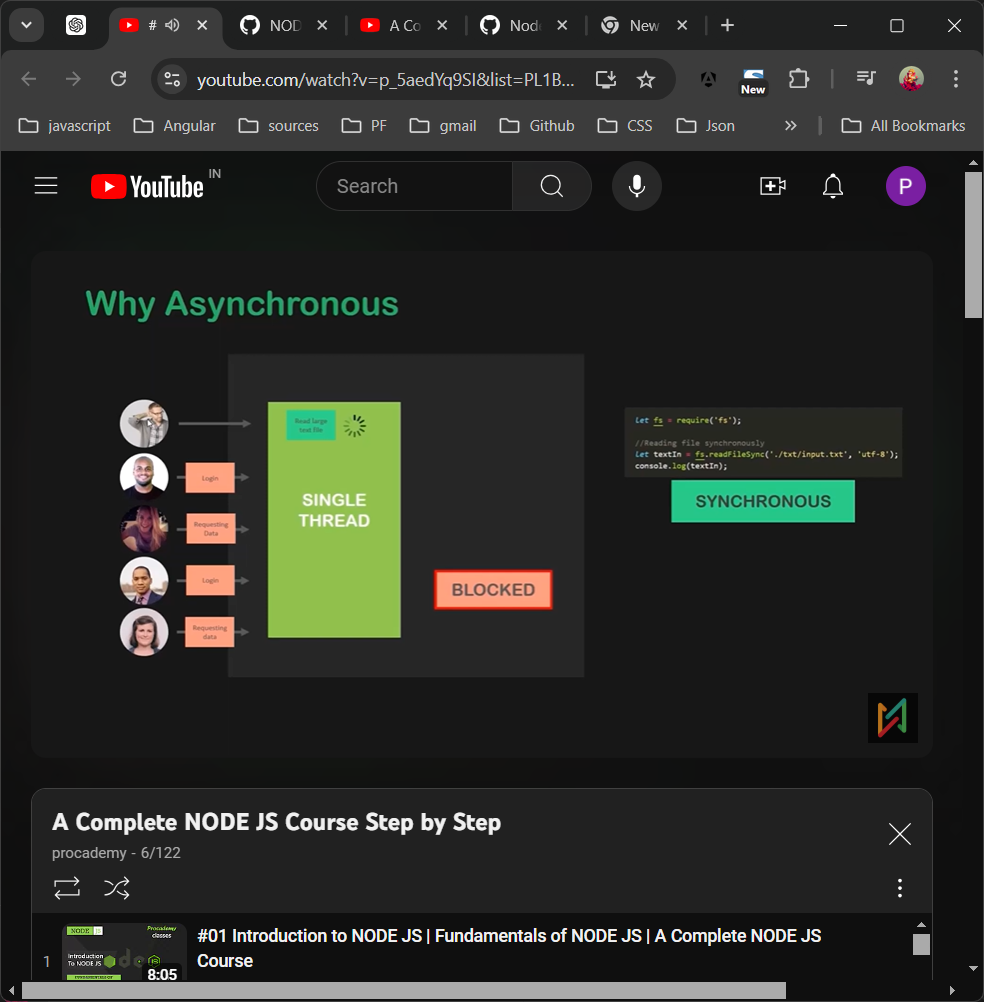 #
NOD
A Co
Nod
New
youtube.com/watch?v=p_5aedYq9SI&list=PL1B...
New
javascript
Angular
sources
PF
gmail
Github
CSS
Json
All Bookmarks
YouTube
IN
Search
P
Why Asynchronous
Read large
text file
Login
Requesting
Data
Login
Requesting
data
SINGLE
THREAD
BLOCKED
let fs = require('fs');
//Reading file synchronously
let textIn = fs.readFileSync('./txt/input.txt', 'utf-8');
console.log(textIn);
SYNCHRONOUS
A Complete NODE JS Course Step by Step
procademy - 6/122
1
NODE JS
Procademy
classes
Introduction
To NODE JS
FUNDAMENTALS OF
8:05
#01 Introduction to NODE JS | Fundamentals of NODE JS | A Complete NODE JS
Course